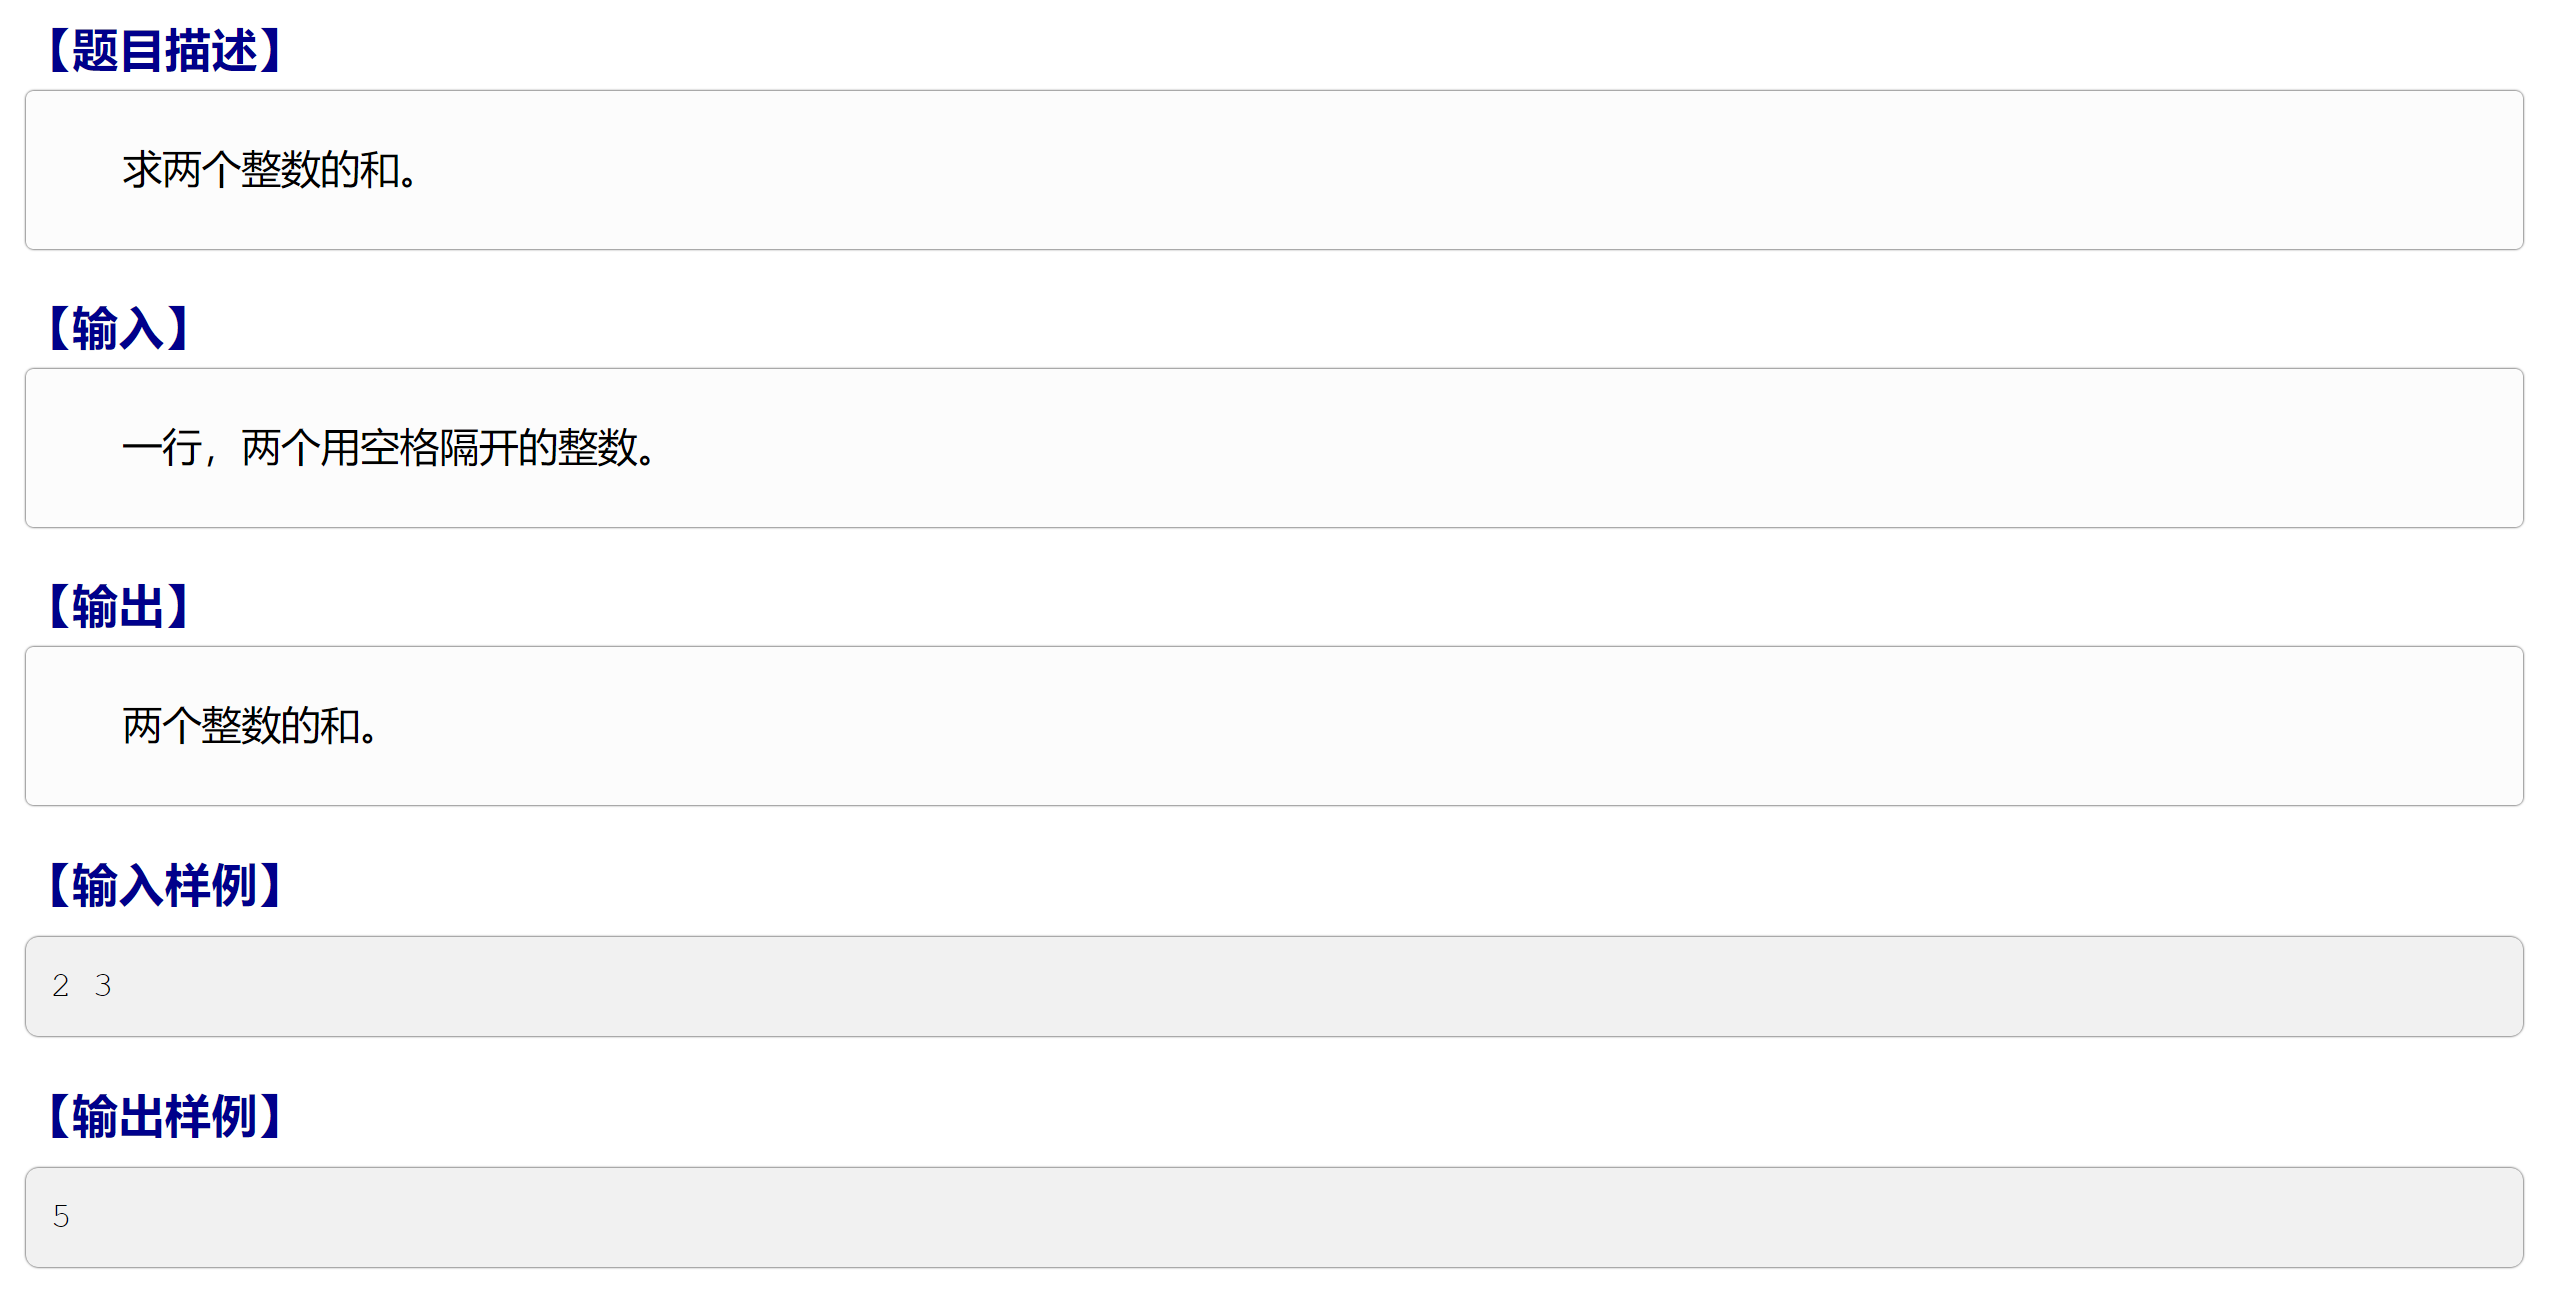 【题目描述】
求两个整数的和。
【输入】
一行，两个用空格隔开的整数。
【输出】
两个整数的和。
【输入样例】
2 3
【输出样例】
5